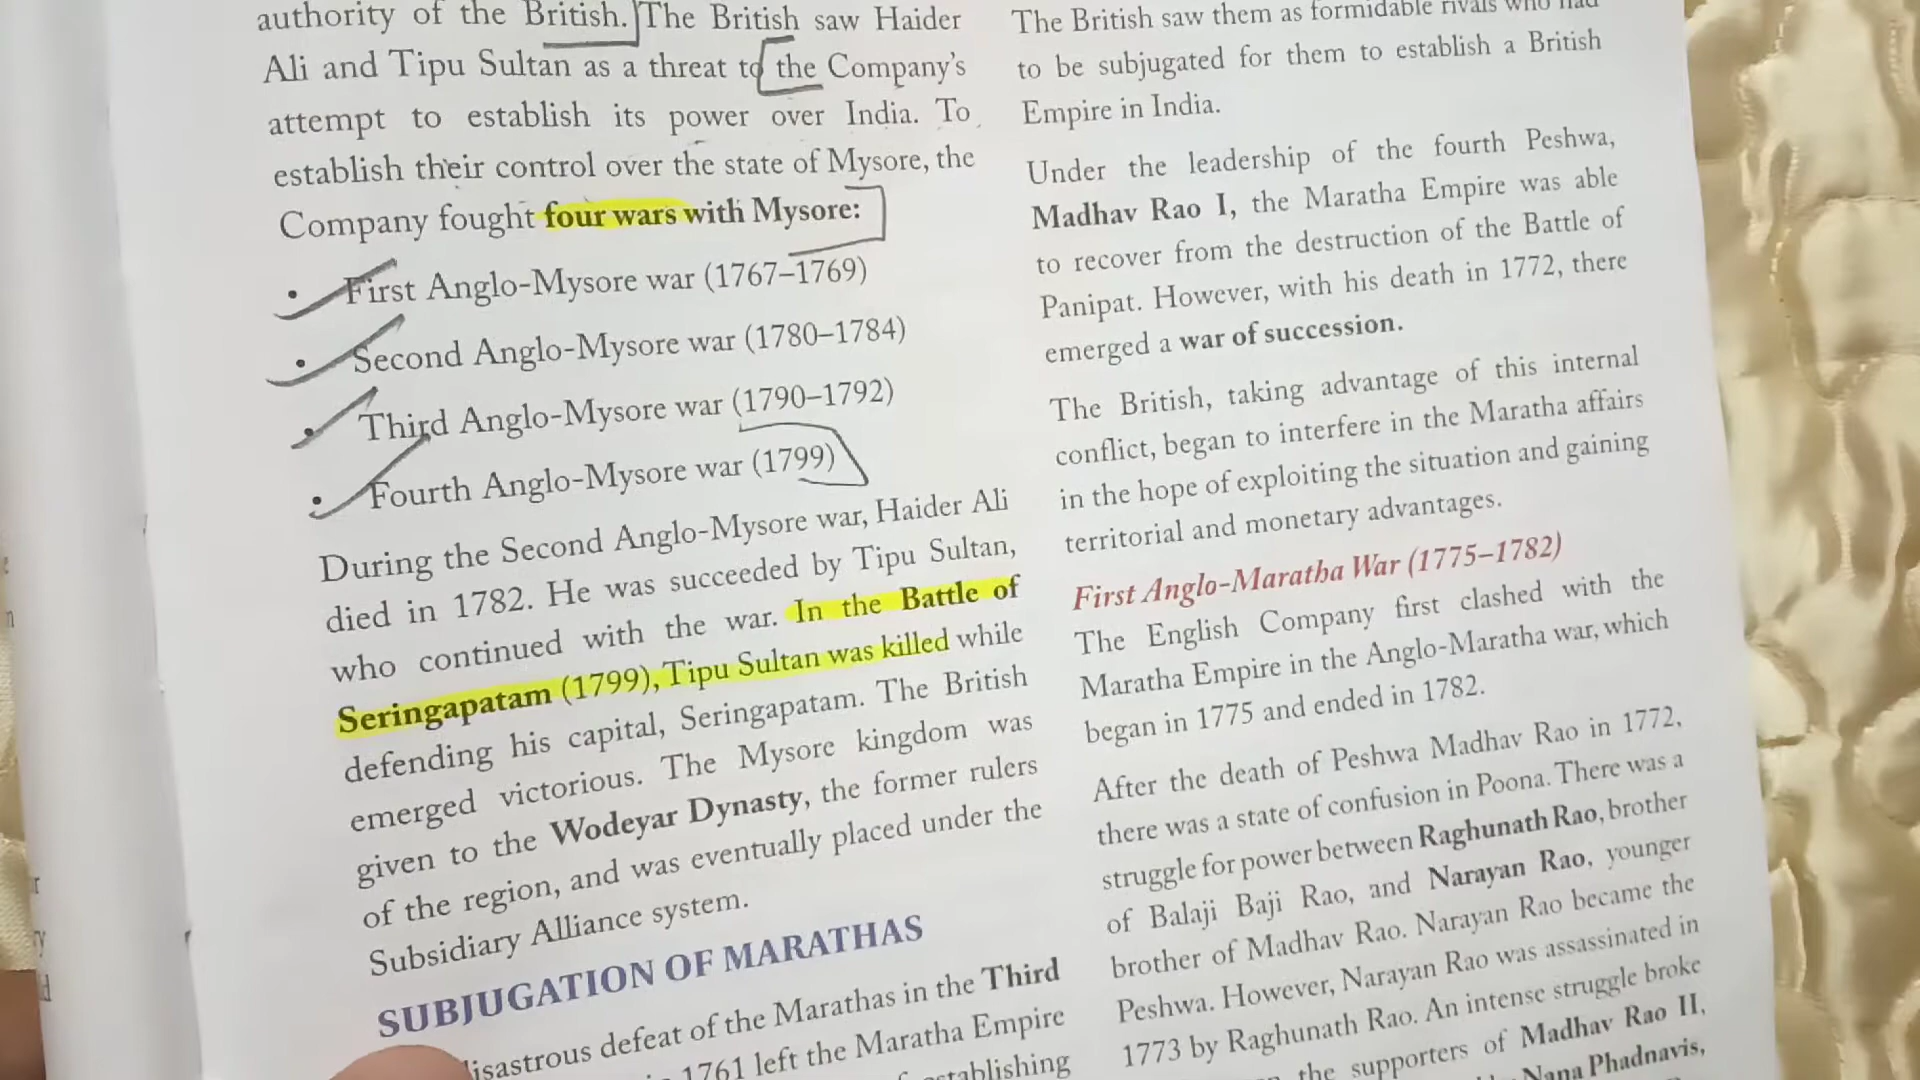 authority of the British. The British saw Haider
Ali and Tipu Sultan as a threat to the Company's
attempt to establish its power over India. To
establish their control over the state of Mysore, the
Company fought four wars with Mysore:
• First Anglo-Mysore war (1767–1769)
• Second Anglo-Mysore war (1780–1784)
• Third Anglo-Mysore war (1790–1792)
• Fourth Anglo-Mysore war (1799)
During the Second Anglo-Mysore war, Haider Ali
died in 1782. He was succeeded by Tipu Sultan,
who continued with the war. In the Battle of
Seringapatam (1799), Tipu Sultan was killed while
defending his capital, Seringapatam. The British
emerged victorious. The Mysore kingdom was
given to the Wodeyar Dynasty, the former rulers
of the region, and was eventually placed under the
Subsidiary Alliance system.
SUBJUGATION OF MARATHAS
disastrous defeat of the Marathas in the Third
1761 left the Maratha Empire
establishing
The British saw them as formidable rivals who had
to be subjugated for them to establish a British
Empire in India.
Under the leadership of the fourth Peshwa,
Madhav Rao I, the Maratha Empire was able
to recover from the destruction of the Battle of
Panipat. However, with his death in 1772, there
emerged a war of succession.
The British, taking advantage of this internal
conflict, began to interfere in the Maratha affairs
in the hope of exploiting the situation and gaining
territorial and monetary advantages.
First Anglo-Maratha War (1775–1782)
The English Company first clashed with the
Maratha Empire in the Anglo-Maratha war, which
began in 1775 and ended in 1782.
After the death of Peshwa Madhav Rao in 1772,
there was a state of confusion in Poona. There was a
struggle for power between Raghunath Rao, brother
of Balaji Baji Rao, and Narayan Rao, younger
brother of Madhav Rao. Narayan Rao became the
Peshwa. However, Narayan Rao was assassinated in
1773 by Raghunath Rao. An intense struggle broke
the supporters of Madhav Rao II,
Nana Phadnavis,